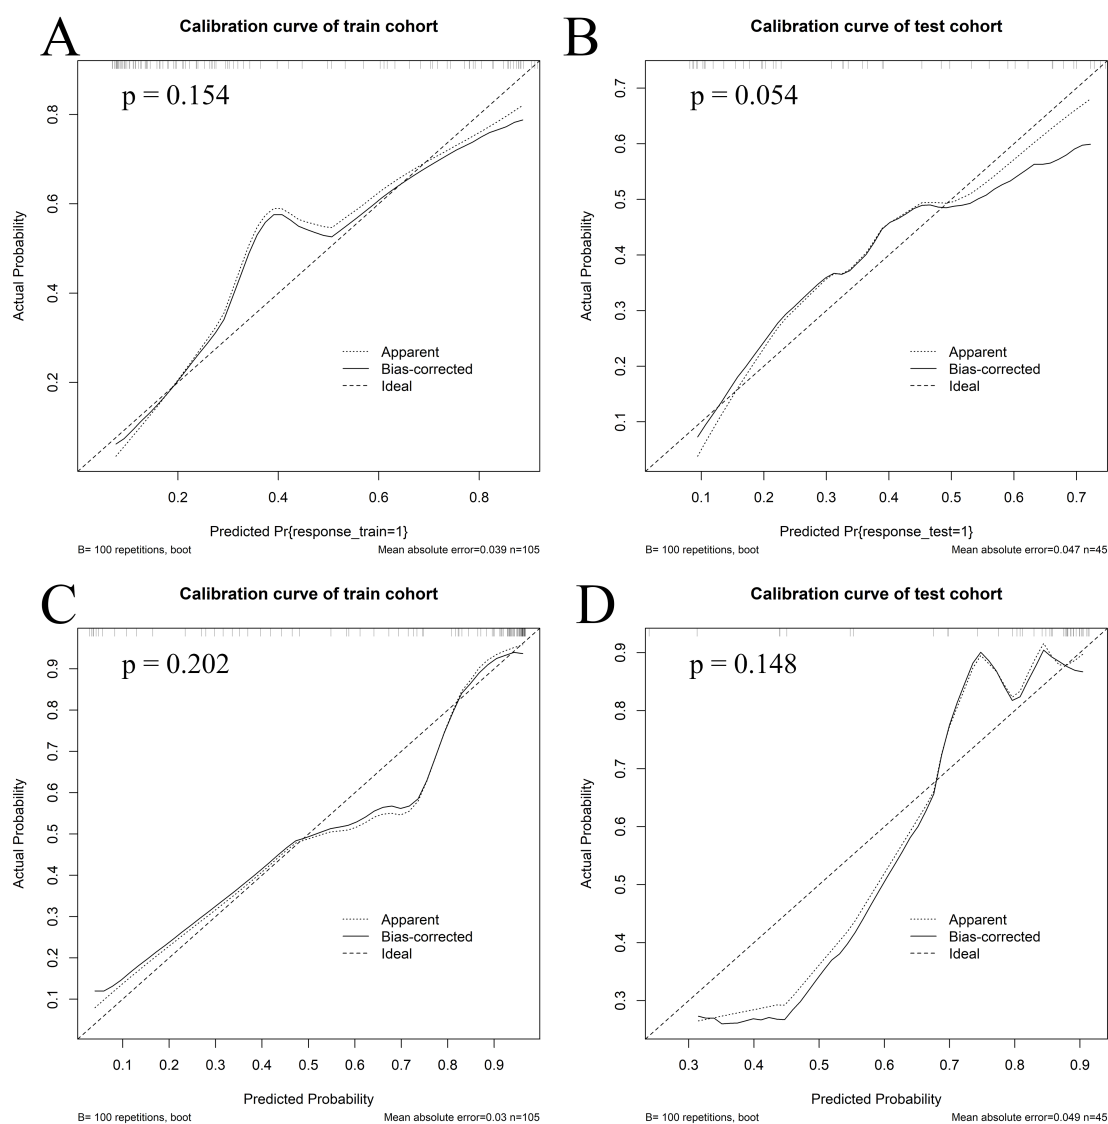 A
Calibration curve of train cohort
p = 0.154
Actual Probability
0.2
0.4
0.6
0.8
Apparent
Bias-corrected
Ideal
0.2 0.4 0.6 0.8
Predicted Pr{response_train=1}
B= 100 repetitions, boot
Mean absolute error=0.039 n=105
B
Calibration curve of test cohort
p = 0.054
Actual Probability
0.1
0.2
0.3
0.4
0.5
0.6
0.7
Apparent
Bias-corrected
Ideal
0.1 0.2 0.3 0.4 0.5 0.6 0.7
Predicted Pr{response_test=1}
B= 100 repetitions, boot
Mean absolute error=0.047 n=45
C
Calibration curve of train cohort
p = 0.202
Actual Probability
0.1
0.2
0.3
0.4
0.5
0.6
0.7
0.8
0.9
Apparent
Bias-corrected
Ideal
0.1 0.2 0.3 0.4 0.5 0.6 0.7 0.8 0.9
Predicted Probability
B= 100 repetitions, boot
Mean absolute error=0.03 n=105
D
Calibration curve of test cohort
p = 0.148
Actual Probability
0.3
0.4
0.5
0.6
0.7
0.8
0.9
Apparent
Bias-corrected
Ideal
0.3 0.4 0.5 0.6 0.7 0.8 0.9
Predicted Probability
B= 100 repetitions, boot
Mean absolute error=0.049 n=45